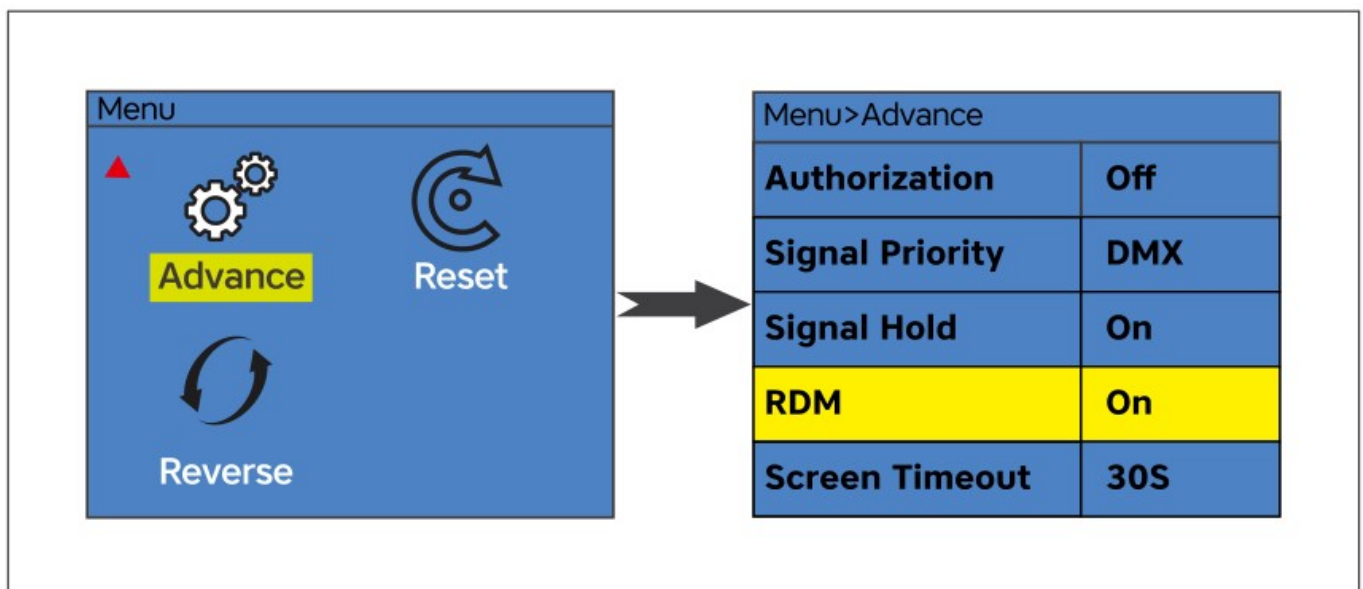 Menu
Advance
Reset
Reverse
Menu>Advance
Authorization Off
Signal Priority DMX
Signal Hold On
RDM On
Screen Timeout 30S